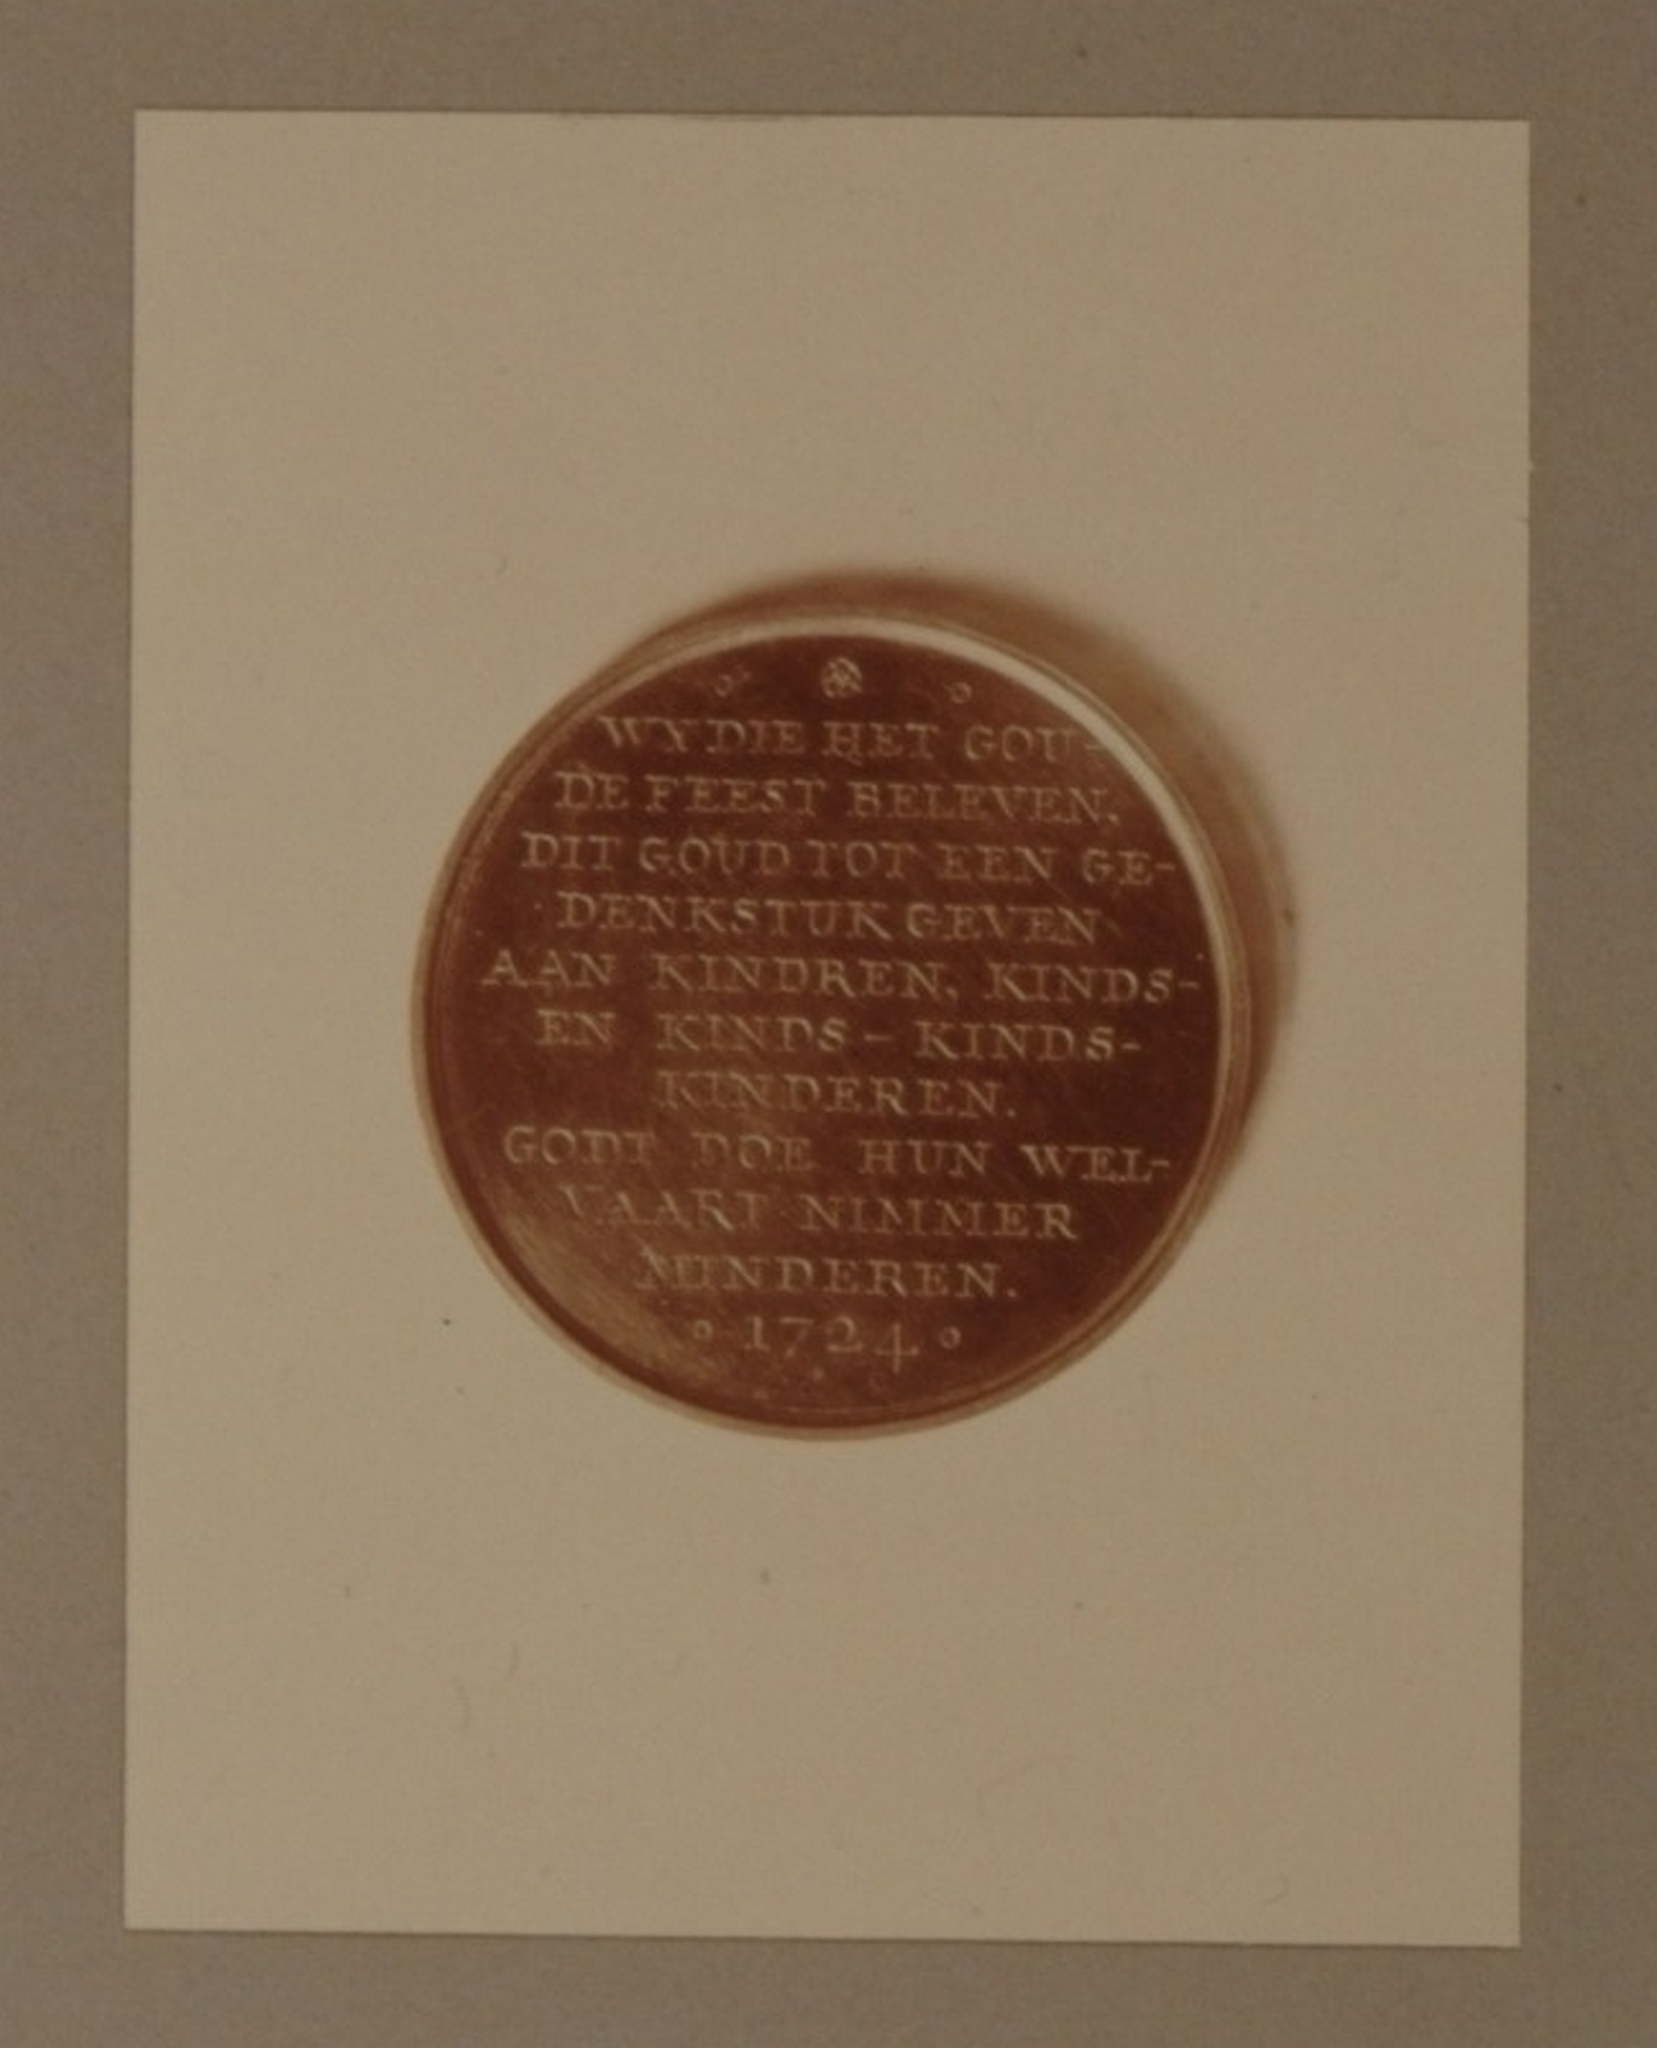 WY DIE HET GOU-
DE FEEST BELEVEN,
DIT GOUD TOT EEN GE-
DENKSTUK GEVEN
AAN KINDREN, KINDS-
EN KINDS - KINDS-
KINDEREN.
GODT DOE HUN WEL-
VAART NIMMER
MINDEREN.
1724